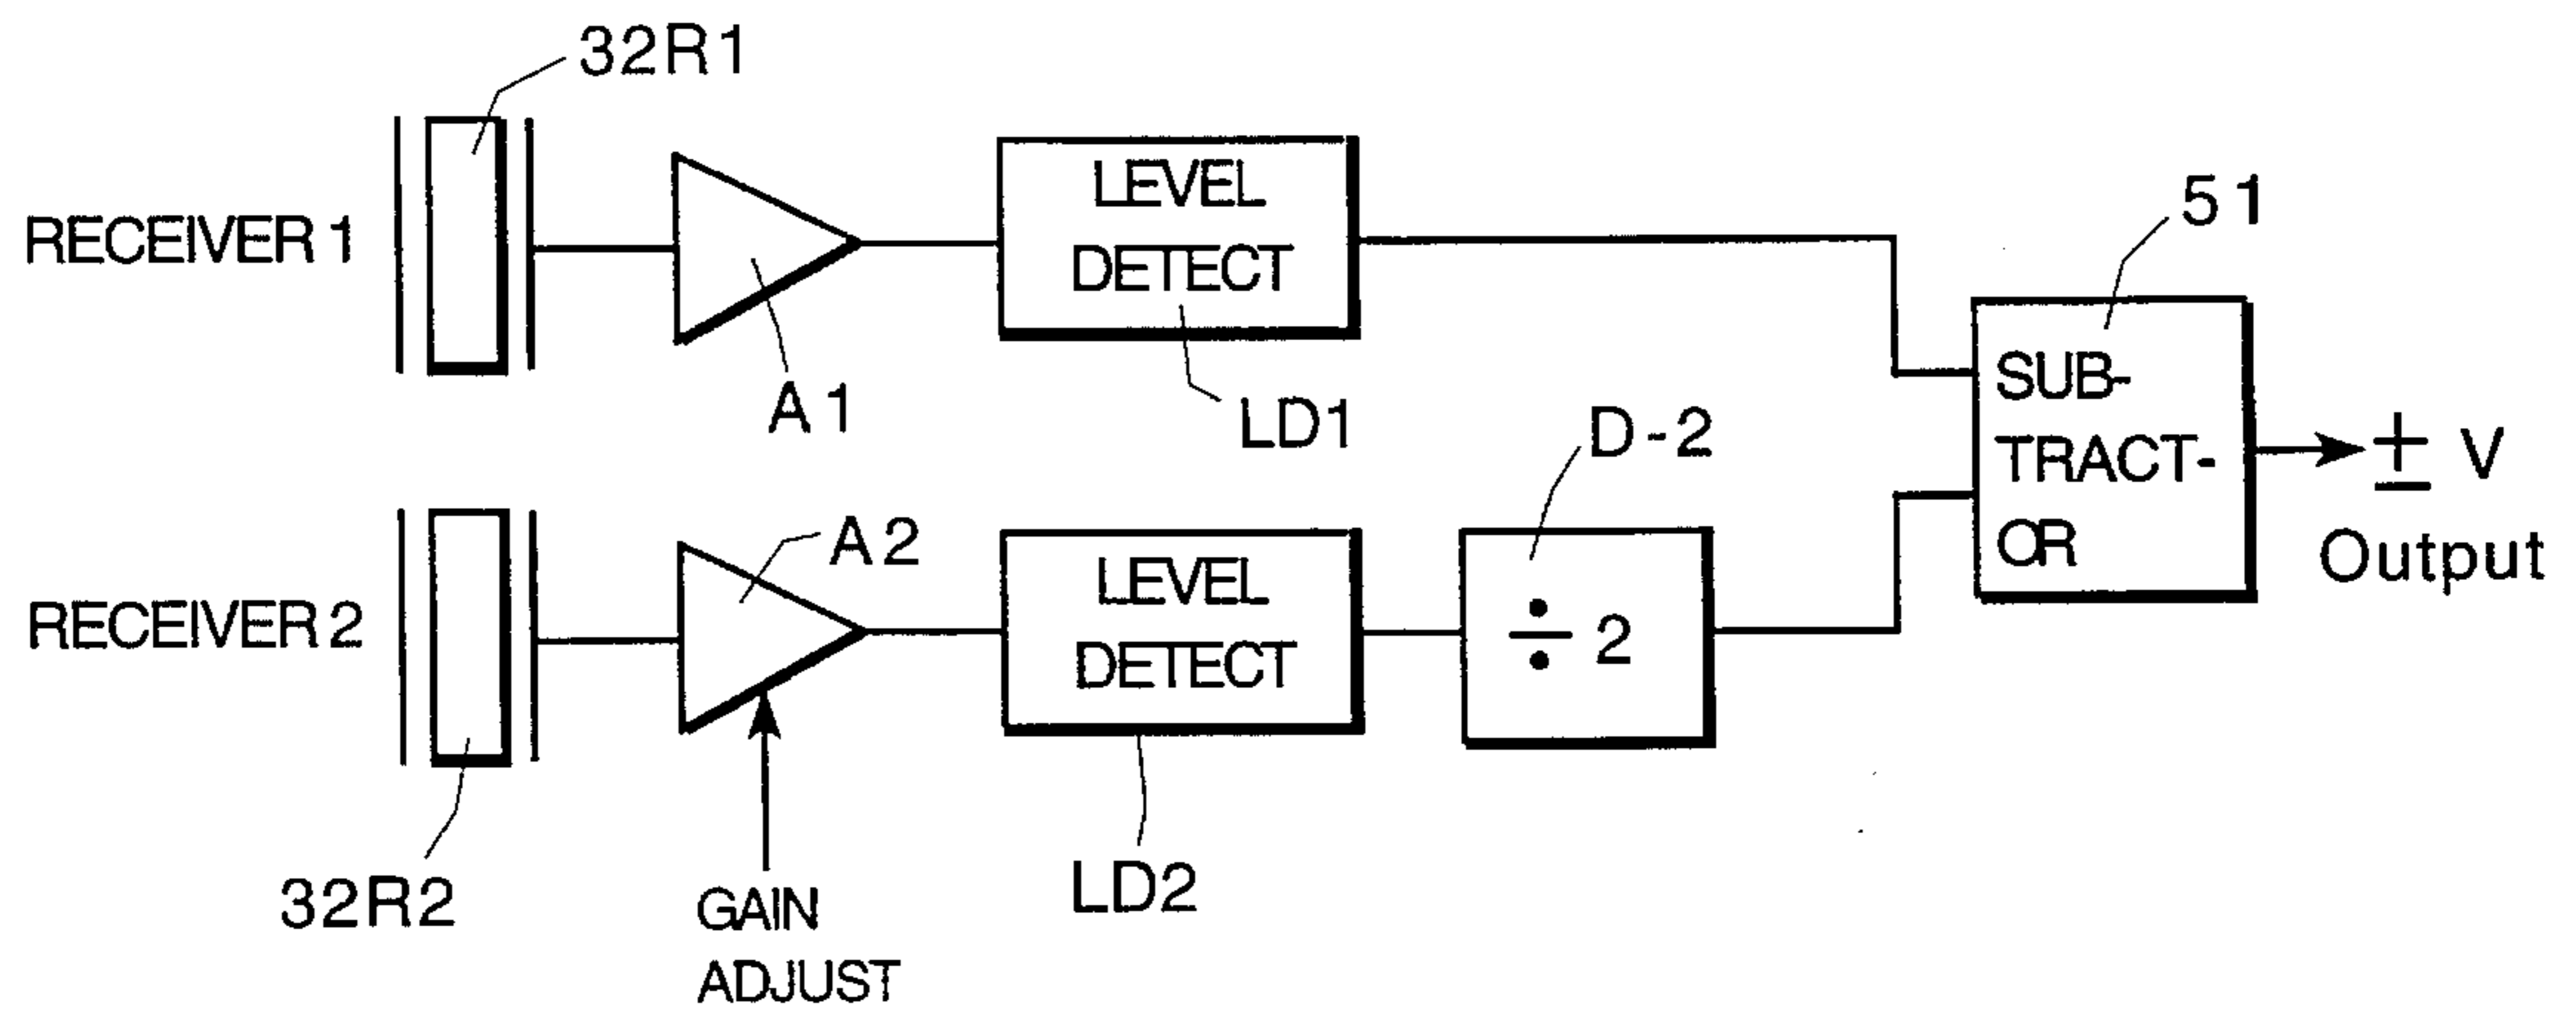 32R1
RECEIVER 1
A1
LEVEL
DETECT
LD1
51
SUB-
TRACT-
OR
± V
Output
D-2
÷ 2
RECEIVER 2
A2
LEVEL
DETECT
LD2
32R2
GAIN
ADJUST